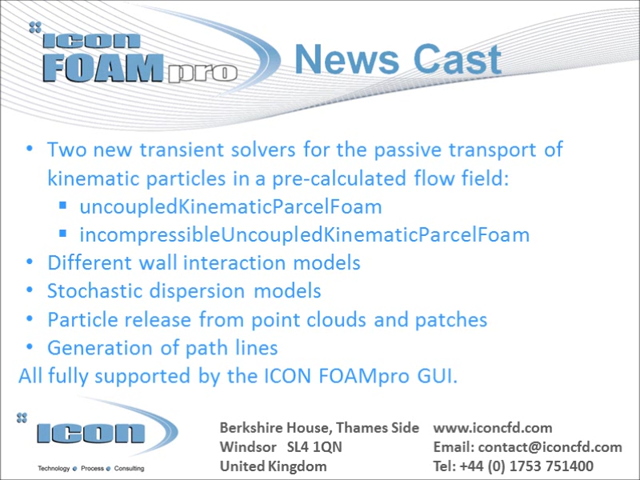 icon
FOAMpro
News Cast
• Two new transient solvers for the passive transport of
kinematic particles in a pre-calculated flow field:
▪ uncoupledKinematicParcelFoam
▪ incompressibleUncoupledKinematicParcelFoam
• Different wall interaction models
• Stochastic dispersion models
• Particle release from point clouds and patches
• Generation of path lines
All fully supported by the ICON FOAMpro GUI.
icon
Technology • Process • Consulting
Berkshire House, Thames Side www.iconcfd.com
Windsor SL4 1QN Email: contact@iconcfd.com
United Kingdom Tel: +44 (0) 1753 751400